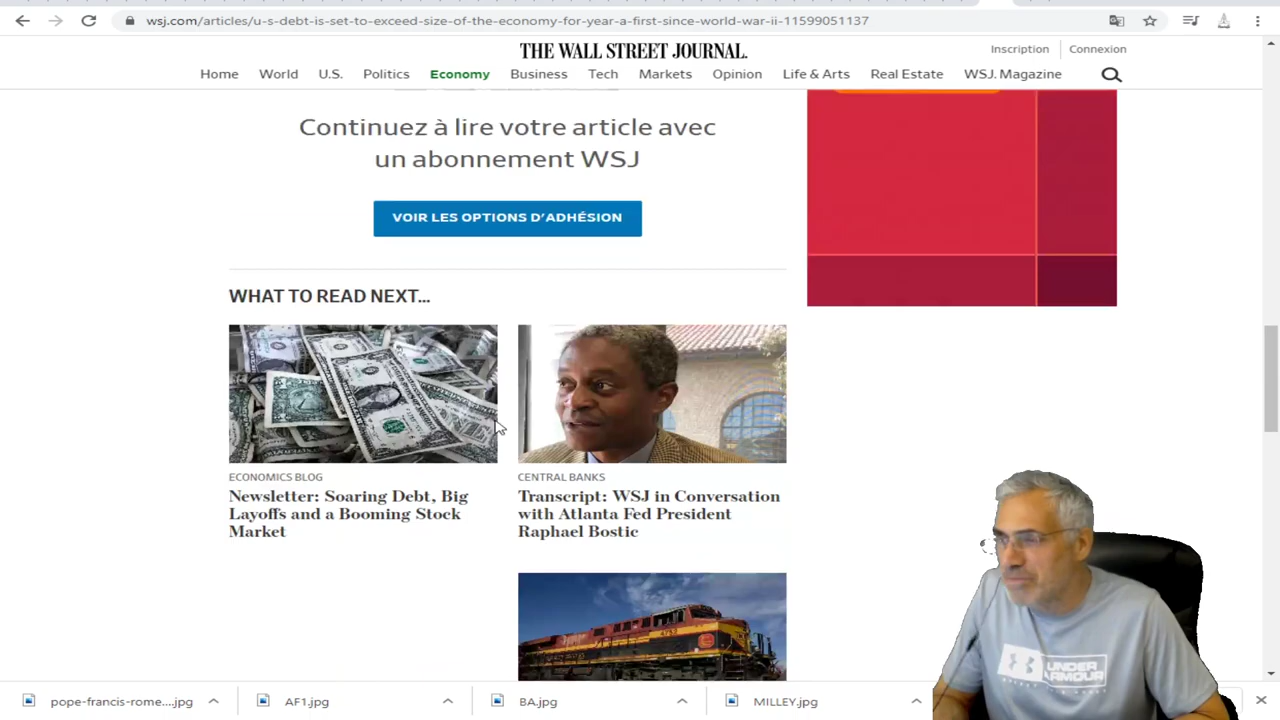 wsj.com/articles/u-s-debt-is-set-to-exceed-size-of-the-economy-for-year-a-first-since-world-war-ii-11599051137
THE WALL STREET JOURNAL.
Inscription Connexion
Home World U.S. Politics Economy Business Tech Markets Opinion Life & Arts Real Estate WSJ. Magazine
Continuez à lire votre article avec
un abonnement WSJ
VOIR LES OPTIONS D'ADHÉSION
WHAT TO READ NEXT...
ECONOMICS BLOG
Newsletter: Soaring Debt, Big
Layoffs and a Booming Stock
Market
CENTRAL BANKS
Transcript: WSJ in Conversation
with Atlanta Fed President
Raphael Bostic
UNDER
ARMOUR
pope-francis-rome....jpg AF1.jpg BA.jpg MILLEY.jpg